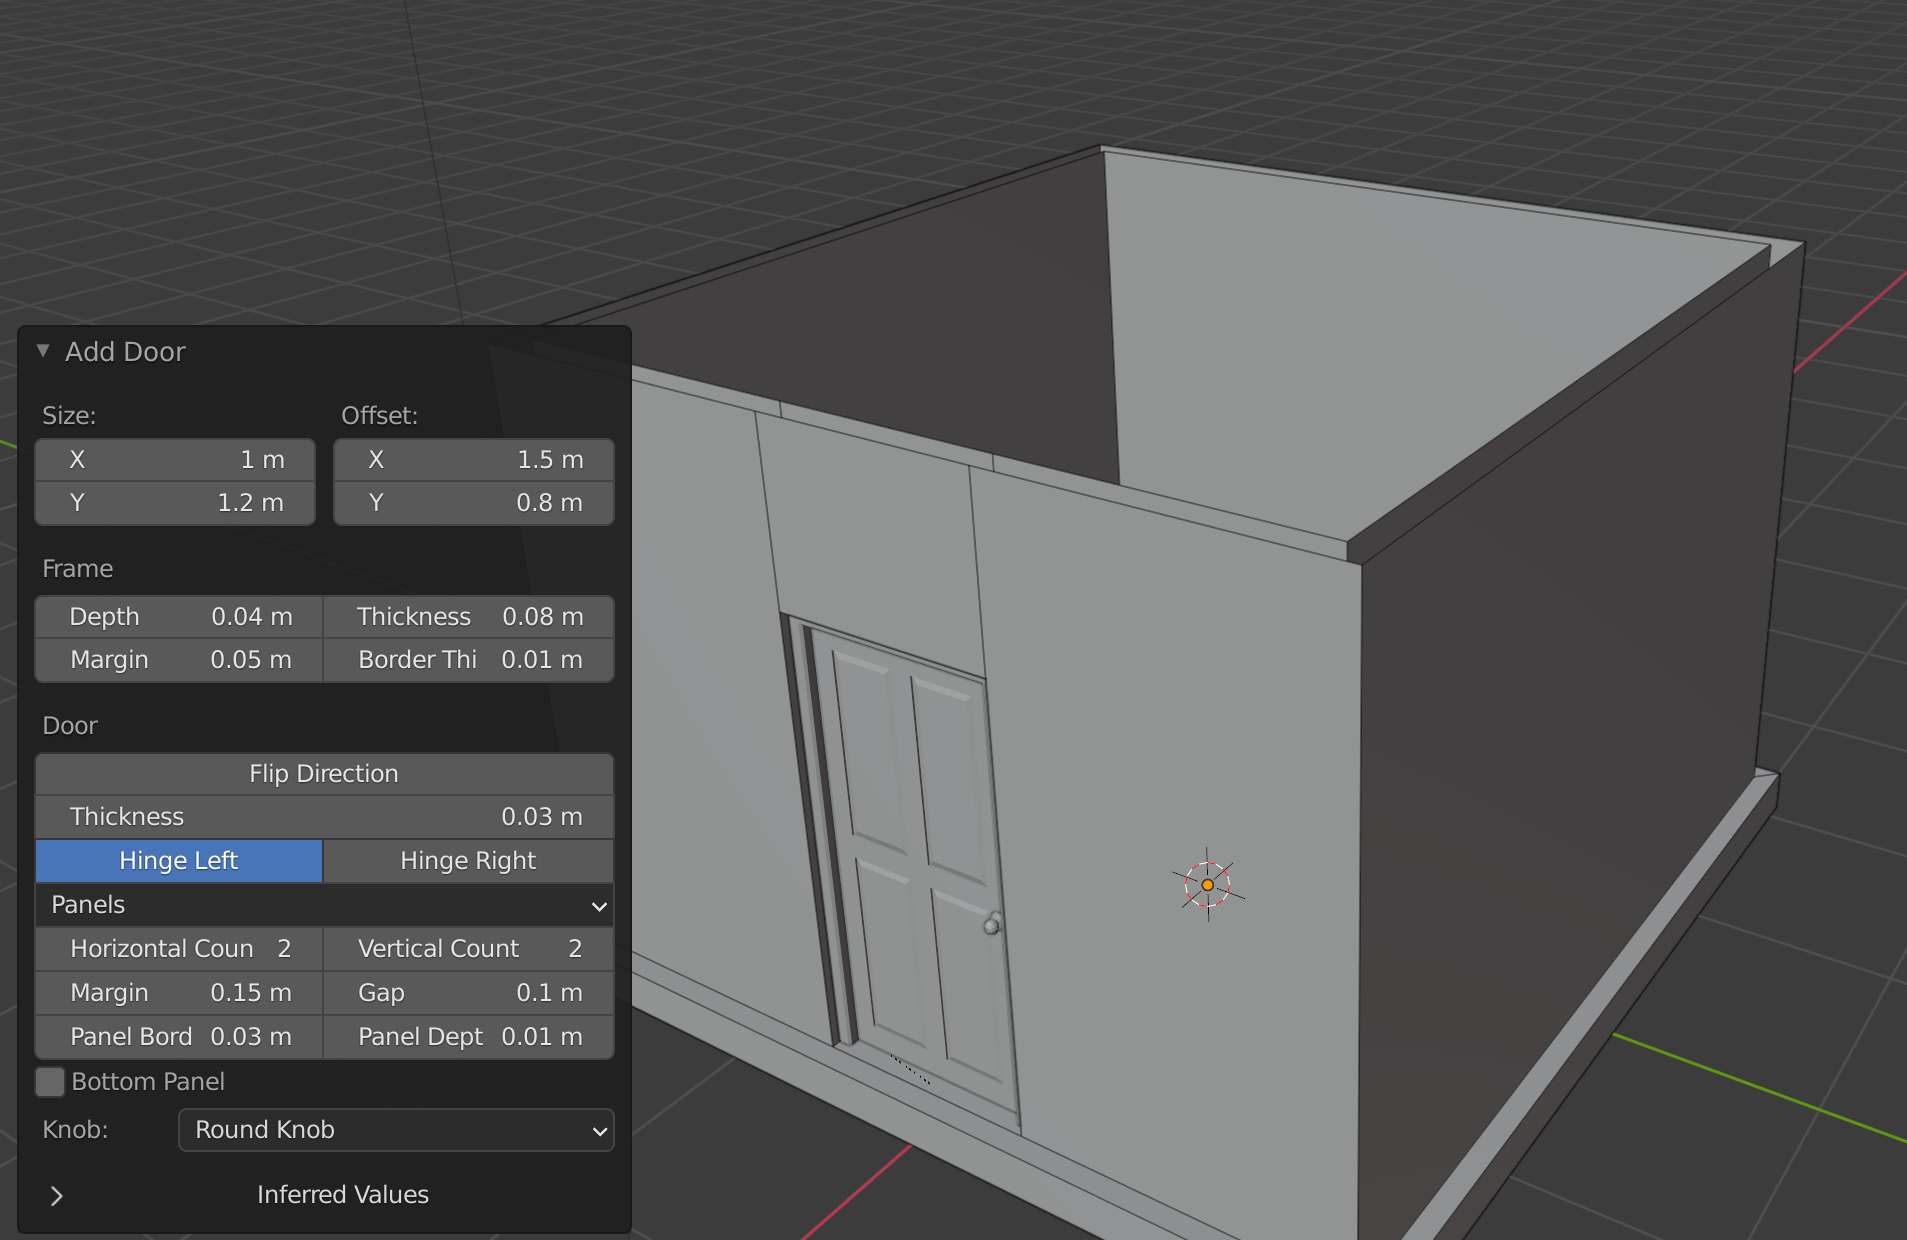 Add Door
Size: Offset:
X 1 m X 1.5 m
Y 1.2 m Y 0.8 m
Frame
Depth 0.04 m Thickness 0.08 m
Margin 0.05 m Border Thi 0.01 m
Door
Flip Direction
Thickness 0.03 m
Hinge Left Hinge Right
Panels
Horizontal Coun 2 Vertical Count 2
Margin 0.15 m Gap 0.1 m
Panel Bord 0.03 m Panel Dept 0.01 m
Bottom Panel
Knob: Round Knob
Inferred Values